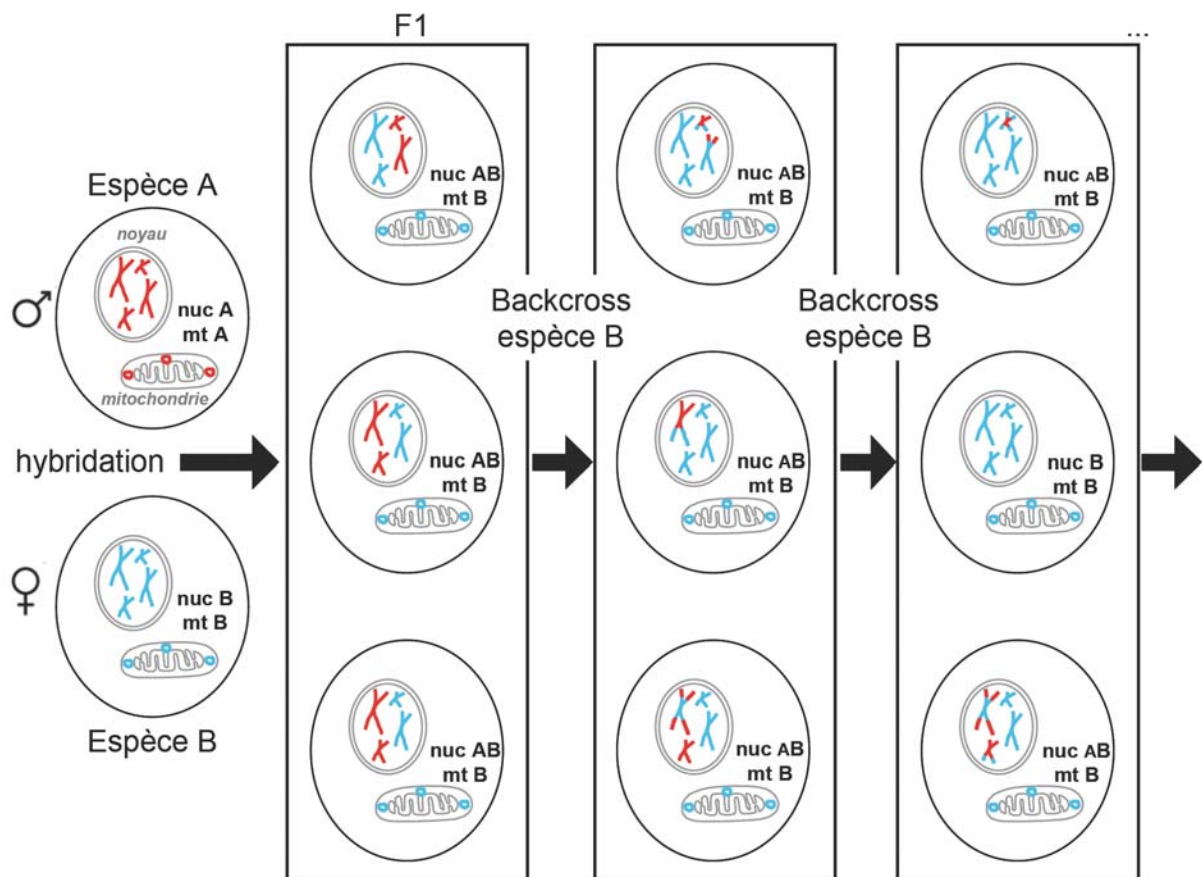 F1
...
Espèce A
noyau
nuc A
mt A
mitochondrie
♂
hybridation
♀
nuc B
mt B
Espèce B
nuc AB
mt B
nuc AB
mt B
nuc AB
mt B
Backcross
espèce B
nuc AB
mt B
nuc AB
mt B
nuc AB
mt B
Backcross
espèce B
nuc AB
mt B
nuc B
mt B
nuc AB
mt B